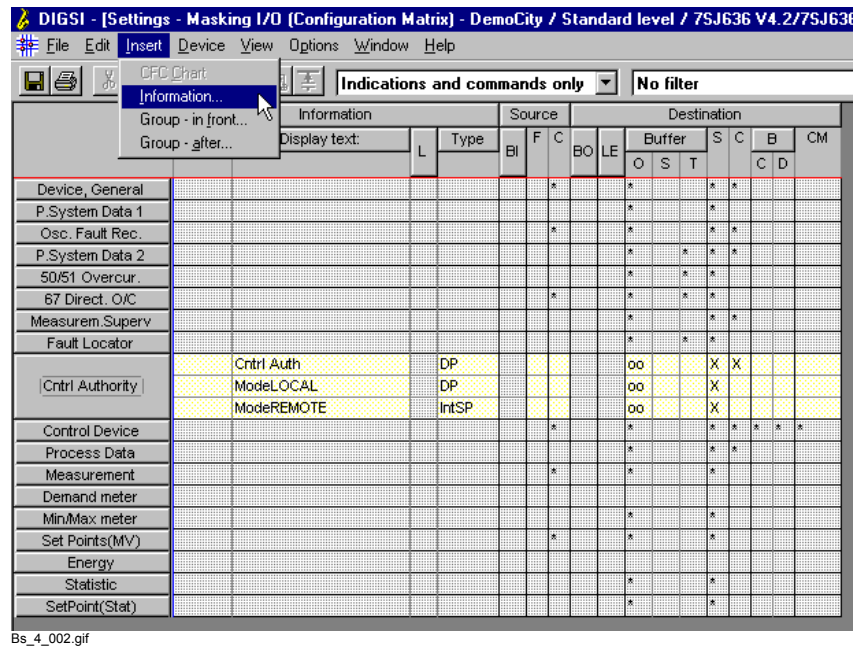 DIGSI - [Settings - Masking I/O (Configuration Matrix) - DemoCity / Standard level / 7SJ636 V4.2/7SJ636
File Edit Insert Device View Options Window Help
CFC Chart
Information...
Group - in front...
Group - after...
Indications and commands only
No filter
Information Source Destination
Display text: L Type BI F C BO LE Buffer S C B CM
O S T C D
Device, General * * * *
P.System Data 1 * *
Osc. Fault Rec. * * * *
P.System Data 2 * * * *
50/51 Overcur. * * *
67 Direct. O/C * * * *
Measurem.Superv * * *
Fault Locator * * *
Cntrl Authority
Cntrl Auth DP oo X X
ModeLOCAL DP oo X
ModeREMOTE IntSP oo X
Control Device * * * * * * *
Process Data * * *
Measurement * * *
Demand meter
Min/Max meter * *
Set Points(MV) * * *
Energy
Statistic * *
SetPoint(Stat) * *
Bs_4_002.gif